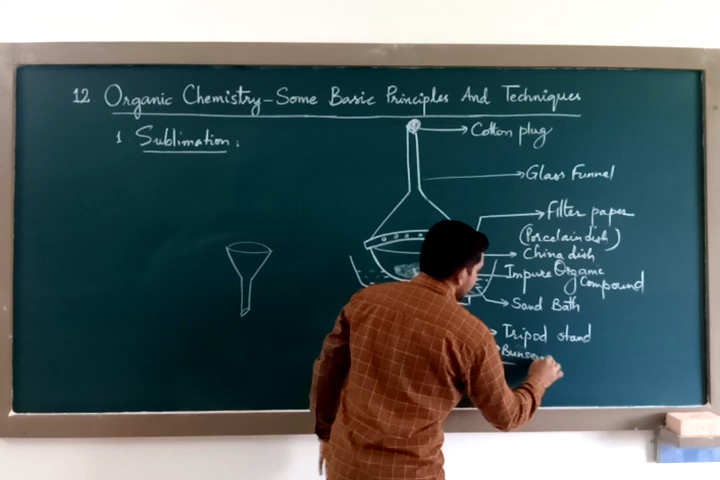 12 Organic Chemistry-Some Basic Principles And Techniques
1 Sublimation:
Cotton plug
Glass Funnel
Filter paper
(Porcelain dish)
China dish
Impure Organic
Compound
Sand Bath
Tripod stand
Bunsen